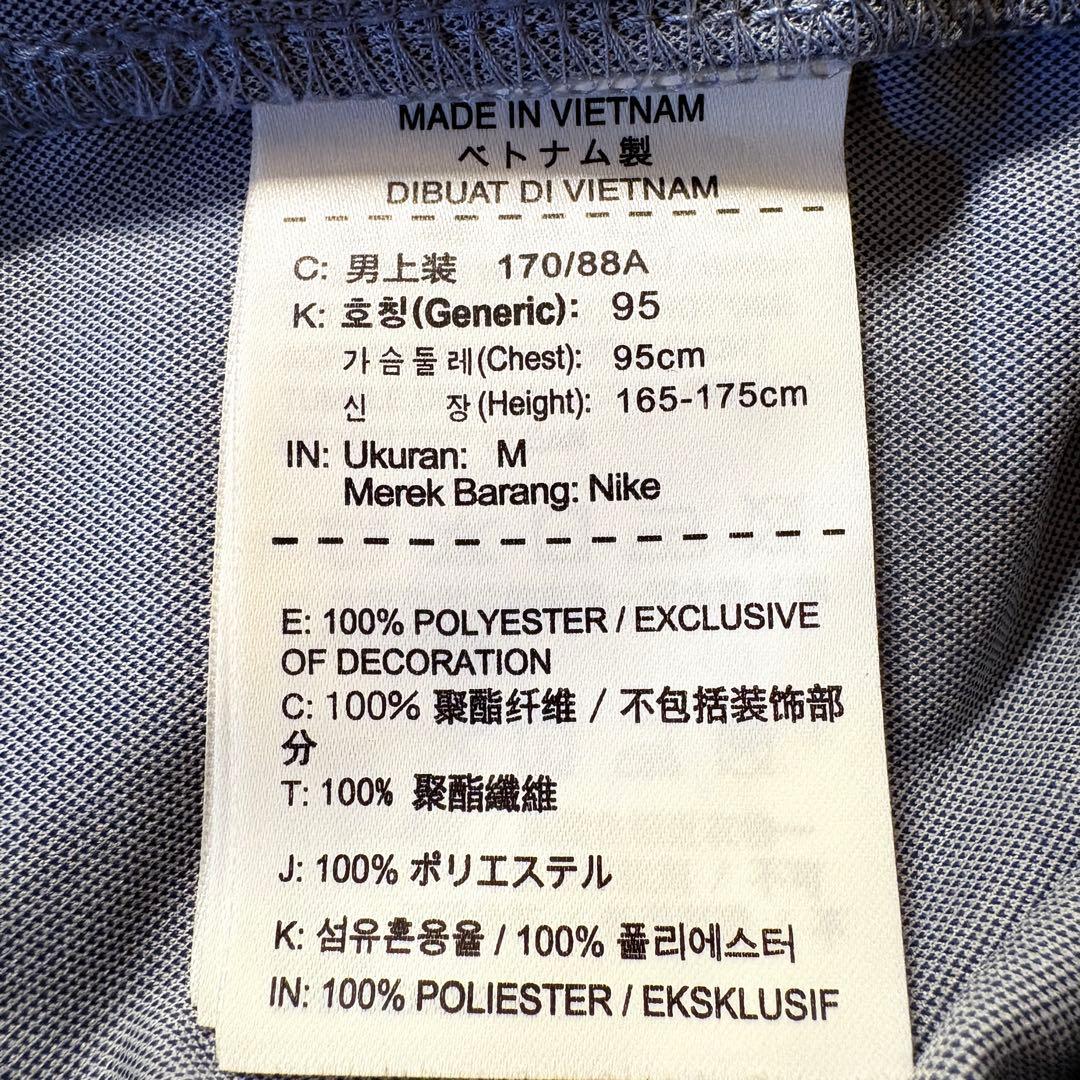 MADE IN VIETNAM
ベトナム製
DIBUAT DI VIETNAM
C: 男上装 170/88A
K: 호칭(Generic): 95
가슴둘레(Chest): 95cm
신 장(Height): 165-175cm
IN: Ukuran: M
Merek Barang: Nike
E: 100% POLYESTER / EXCLUSIVE
OF DECORATION
C: 100% 聚酯纤维 / 不包括装饰部
分
T: 100% 聚酯纖維
J: 100% ポリエステル
K: 섬유혼용율 / 100% 폴리에스터
IN: 100% POLIESTER / EKSKLUSIF